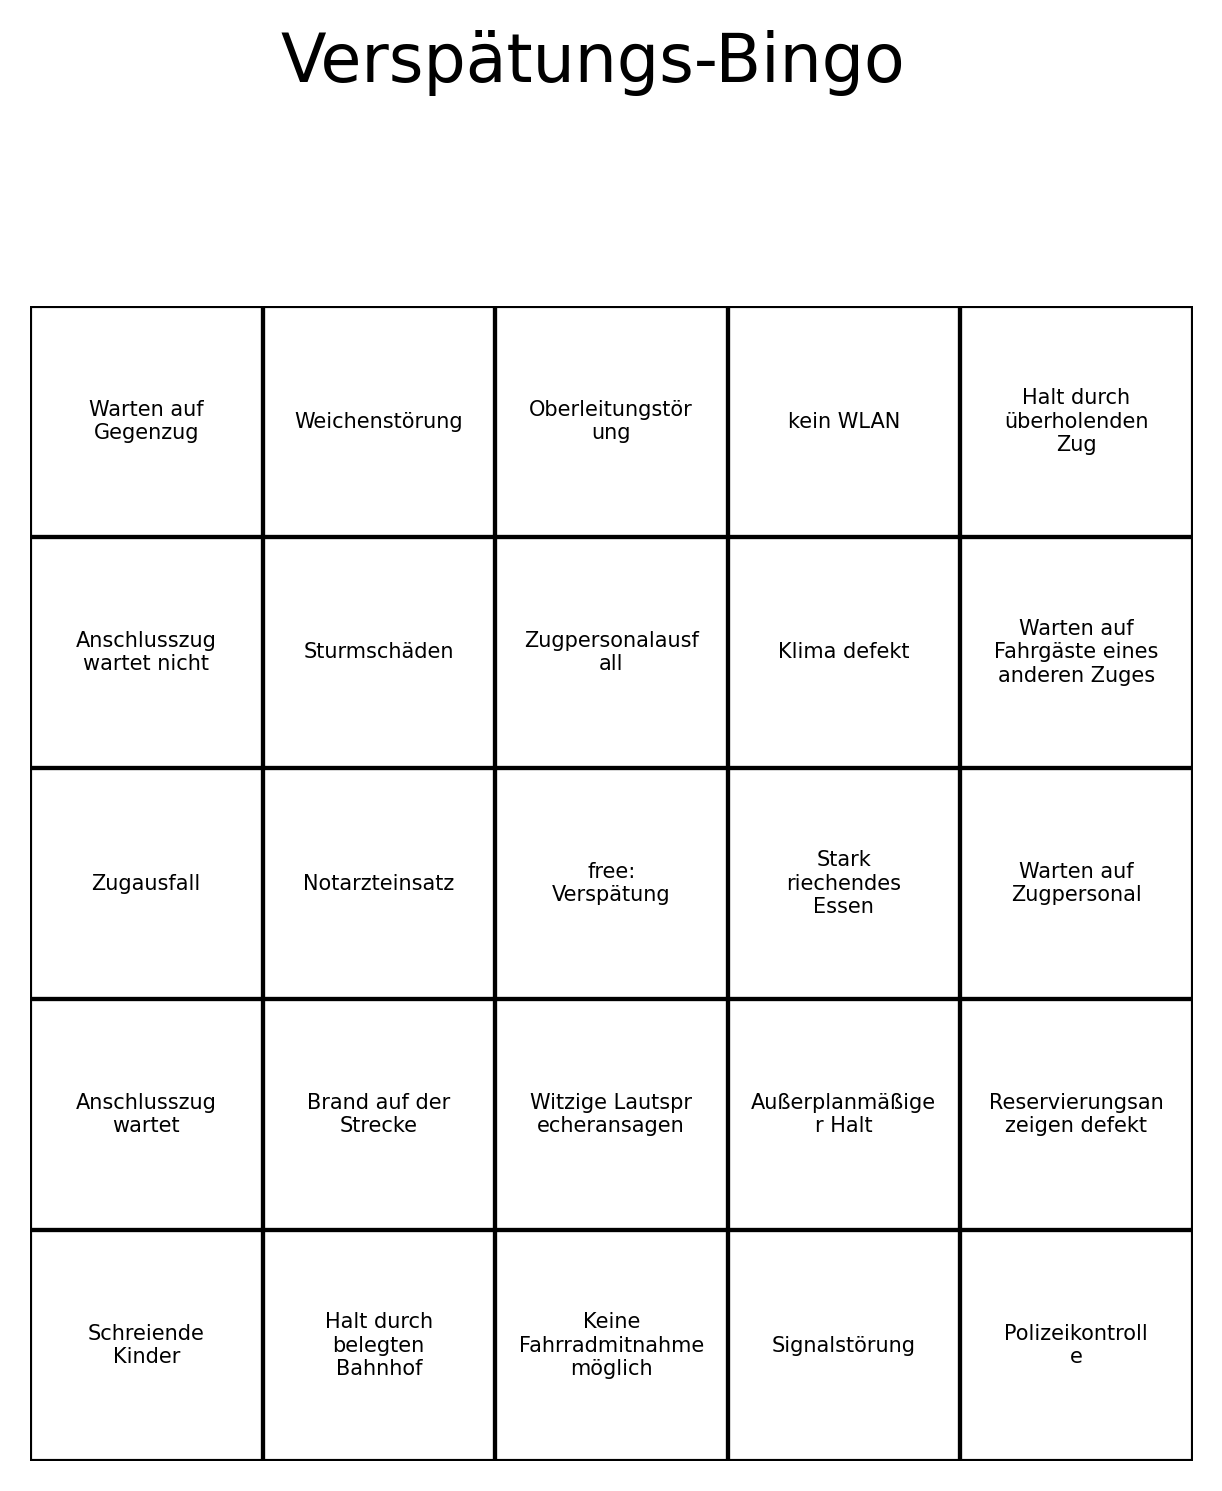 Verspätungs-Bingo
Warten auf
Gegenzug
Weichenstörung
Oberleitungstör
ung
kein WLAN
Halt durch
überholenden
Zug
Anschlusszug
wartet nicht
Sturmschäden
Zugpersonalausf
all
Klima defekt
Warten auf
Fahrgäste eines
anderen Zuges
Zugausfall
Notarzteinsatz
free:
Verspätung
Stark
riechendes
Essen
Warten auf
Zugpersonal
Anschlusszug
wartet
Brand auf der
Strecke
Witzige Lautspr
echeransagen
Außerplanmäßige
r Halt
Reservierungsan
zeigen defekt
Schreiende
Kinder
Halt durch
belegten
Bahnhof
Keine
Fahrradmitnahme
möglich
Signalstörung
Polizeikontroll
e